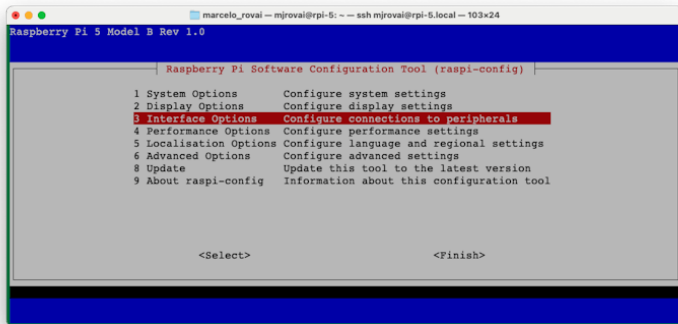 marcelo_rovai — mjrovai@rpi-5: ~ — ssh mjrovai@rpi-5.local — 103×24
Raspberry Pi 5 Model B Rev 1.0
Raspberry Pi Software Configuration Tool (raspi-config)
1 System Options Configure system settings
2 Display Options Configure display settings
3 Interface Options Configure connections to peripherals
4 Performance Options Configure performance settings
5 Localisation Options Configure language and regional settings
6 Advanced Options Configure advanced settings
8 Update Update this tool to the latest version
9 About raspi-config Information about this configuration tool
<Select> <Finish>